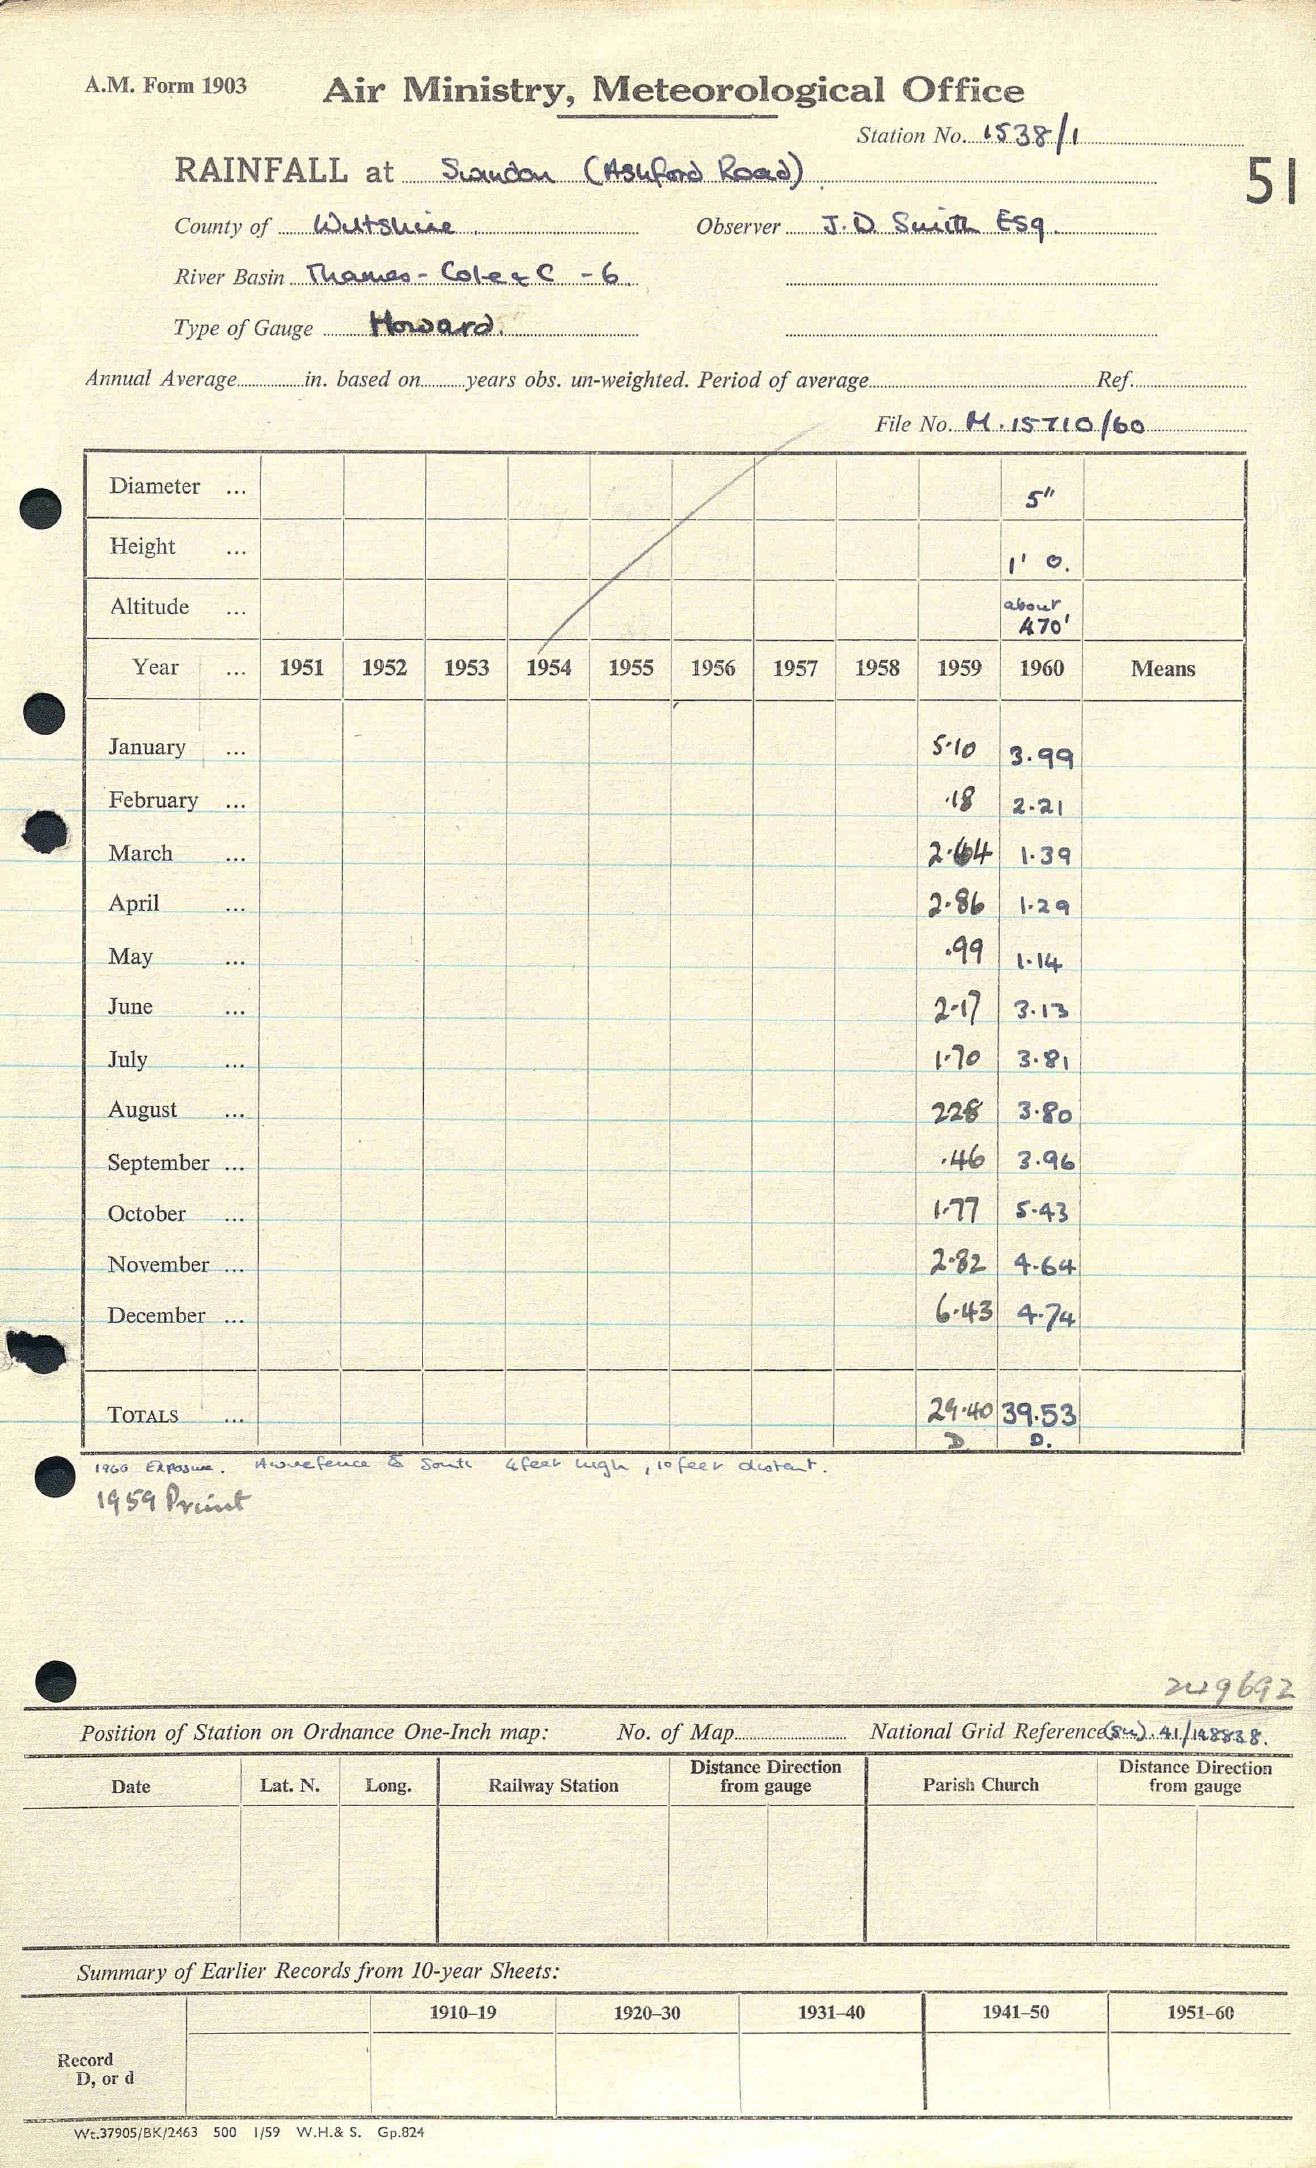 A.M. Form 1903 Air Ministry, Meteorological Office
Station No. 1538/1
RAINFALL at Swindon (Ashford Road)
51
County of Wiltshire Observer J.D. Smith Esq.
River Basin Thames - Cole & C - 6.
Type of Gauge Howard.
Annual Average in. based on years obs. un-weighted. Period of average Ref.
File No. M.15710/60
Diameter ... 5"
Height ... 1' 0.
Altitude ... about 470'
Year ... 1951 1952 1953 1954 1955 1956 1957 1958 1959 1960 Means
January ... 5.10 3.99
February ... .18 2.21
March ... 2.64 1.39
April ... 2.86 1.29
May ... .99 1.14
June ... 2.17 3.13
July ... 1.70 3.81
August ... 228 3.80
September ... .46 3.96
October ... 1.77 5.43
November ... 2.82 4.64
December ... 6.43 4.74
TOTALS ... 29.40 39.53
D D.
1960 Exposure. A wire fence to South 4 feet high, 10 feet distant.
1959 Print
249692
Position of Station on Ordnance One-Inch map: No. of Map National Grid Reference (SU) 41/148838.
Date Lat. N. Long. Railway Station Distance Direction from gauge Parish Church Distance Direction from gauge
Summary of Earlier Records from 10-year Sheets:
1910–19 1920–30 1931–40 1941–50 1951–60
Record
D, or d
Wt.37905/BK/2463 500 1/59 W.H.& S. Gp.824